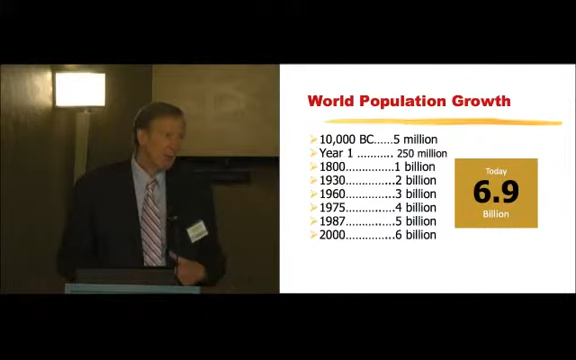 World Population Growth
10,000 BC......5 million
Year 1 ........... 250 million
1800..............1 billion
1930..............2 billion
1960..............3 billion
1975..............4 billion
1987..............5 billion
2000..............6 billion
Today
6.9
Billion